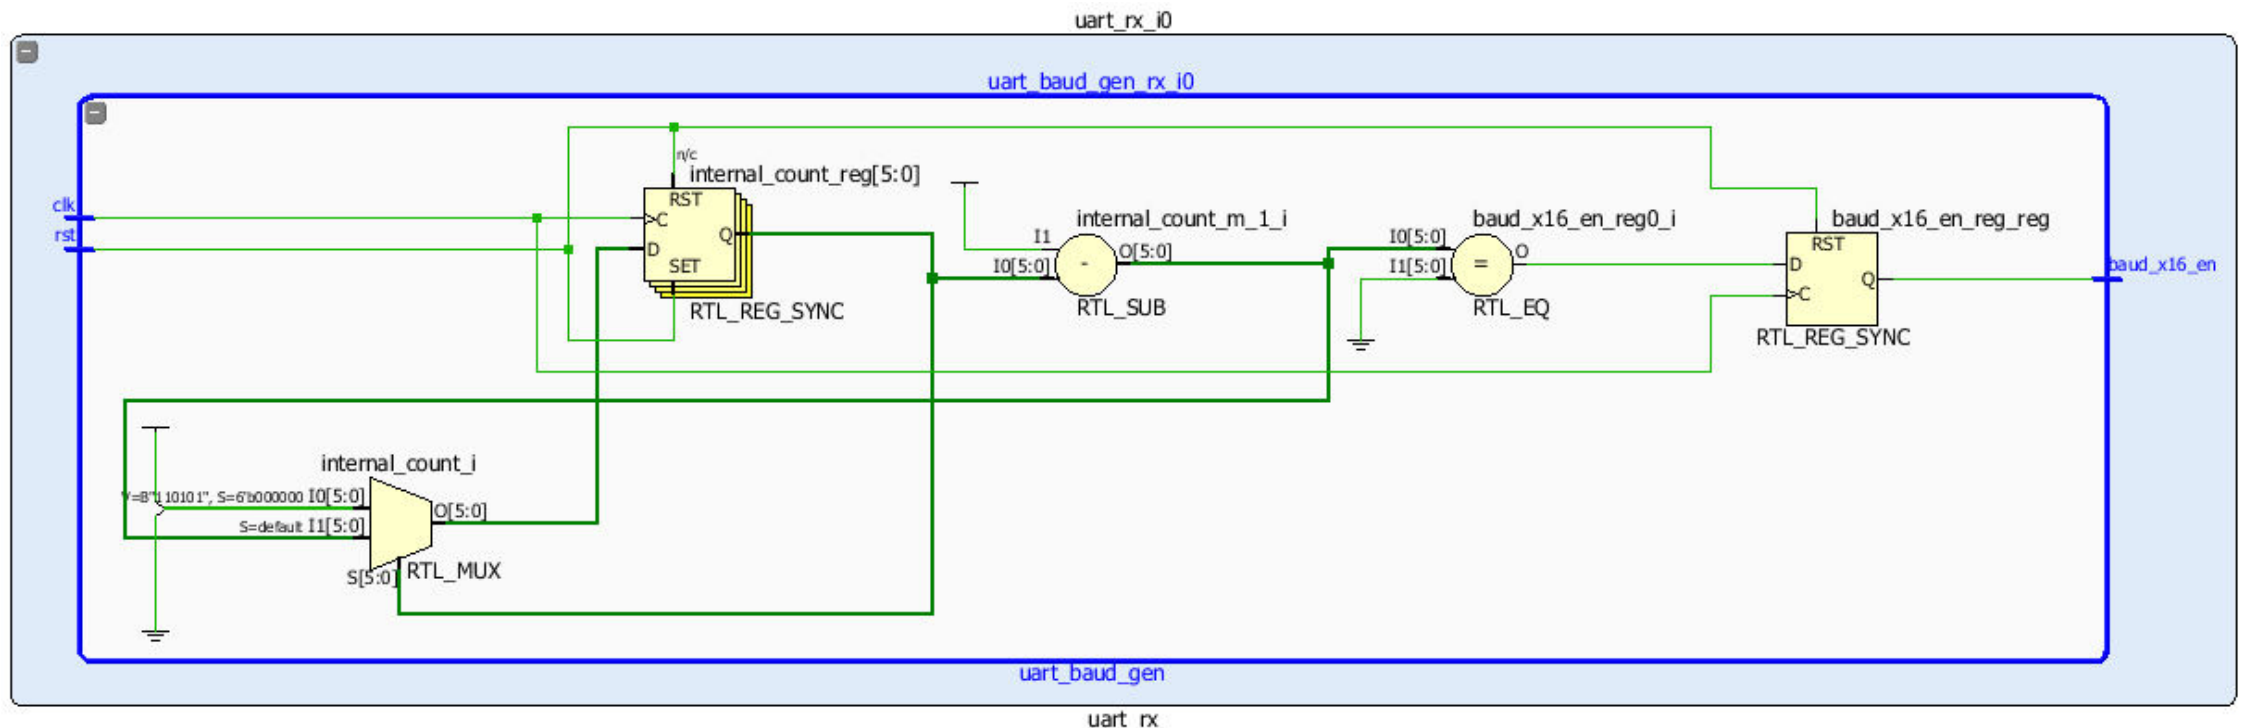 uart_rx_i0
uart_baud_gen_rx_i0
n/c
internal_count_reg[5:0]
clk
rst
RST
C
D
Q
SET
RTL_REG_SYNC
I1
I0[5:0]
internal_count_m_1_i
-
O[5:0]
RTL_SUB
baud_x16_en_reg0_i
I0[5:0]
I1[5:0]
=
O
RTL_EQ
baud_x16_en_reg_reg
RST
D
C
Q
RTL_REG_SYNC
baud_x16_en
internal_count_i
V=B"110101", S=6'b000000 I0[5:0]
S=default I1[5:0]
O[5:0]
S[5:0]
RTL_MUX
uart_baud_gen
uart_rx